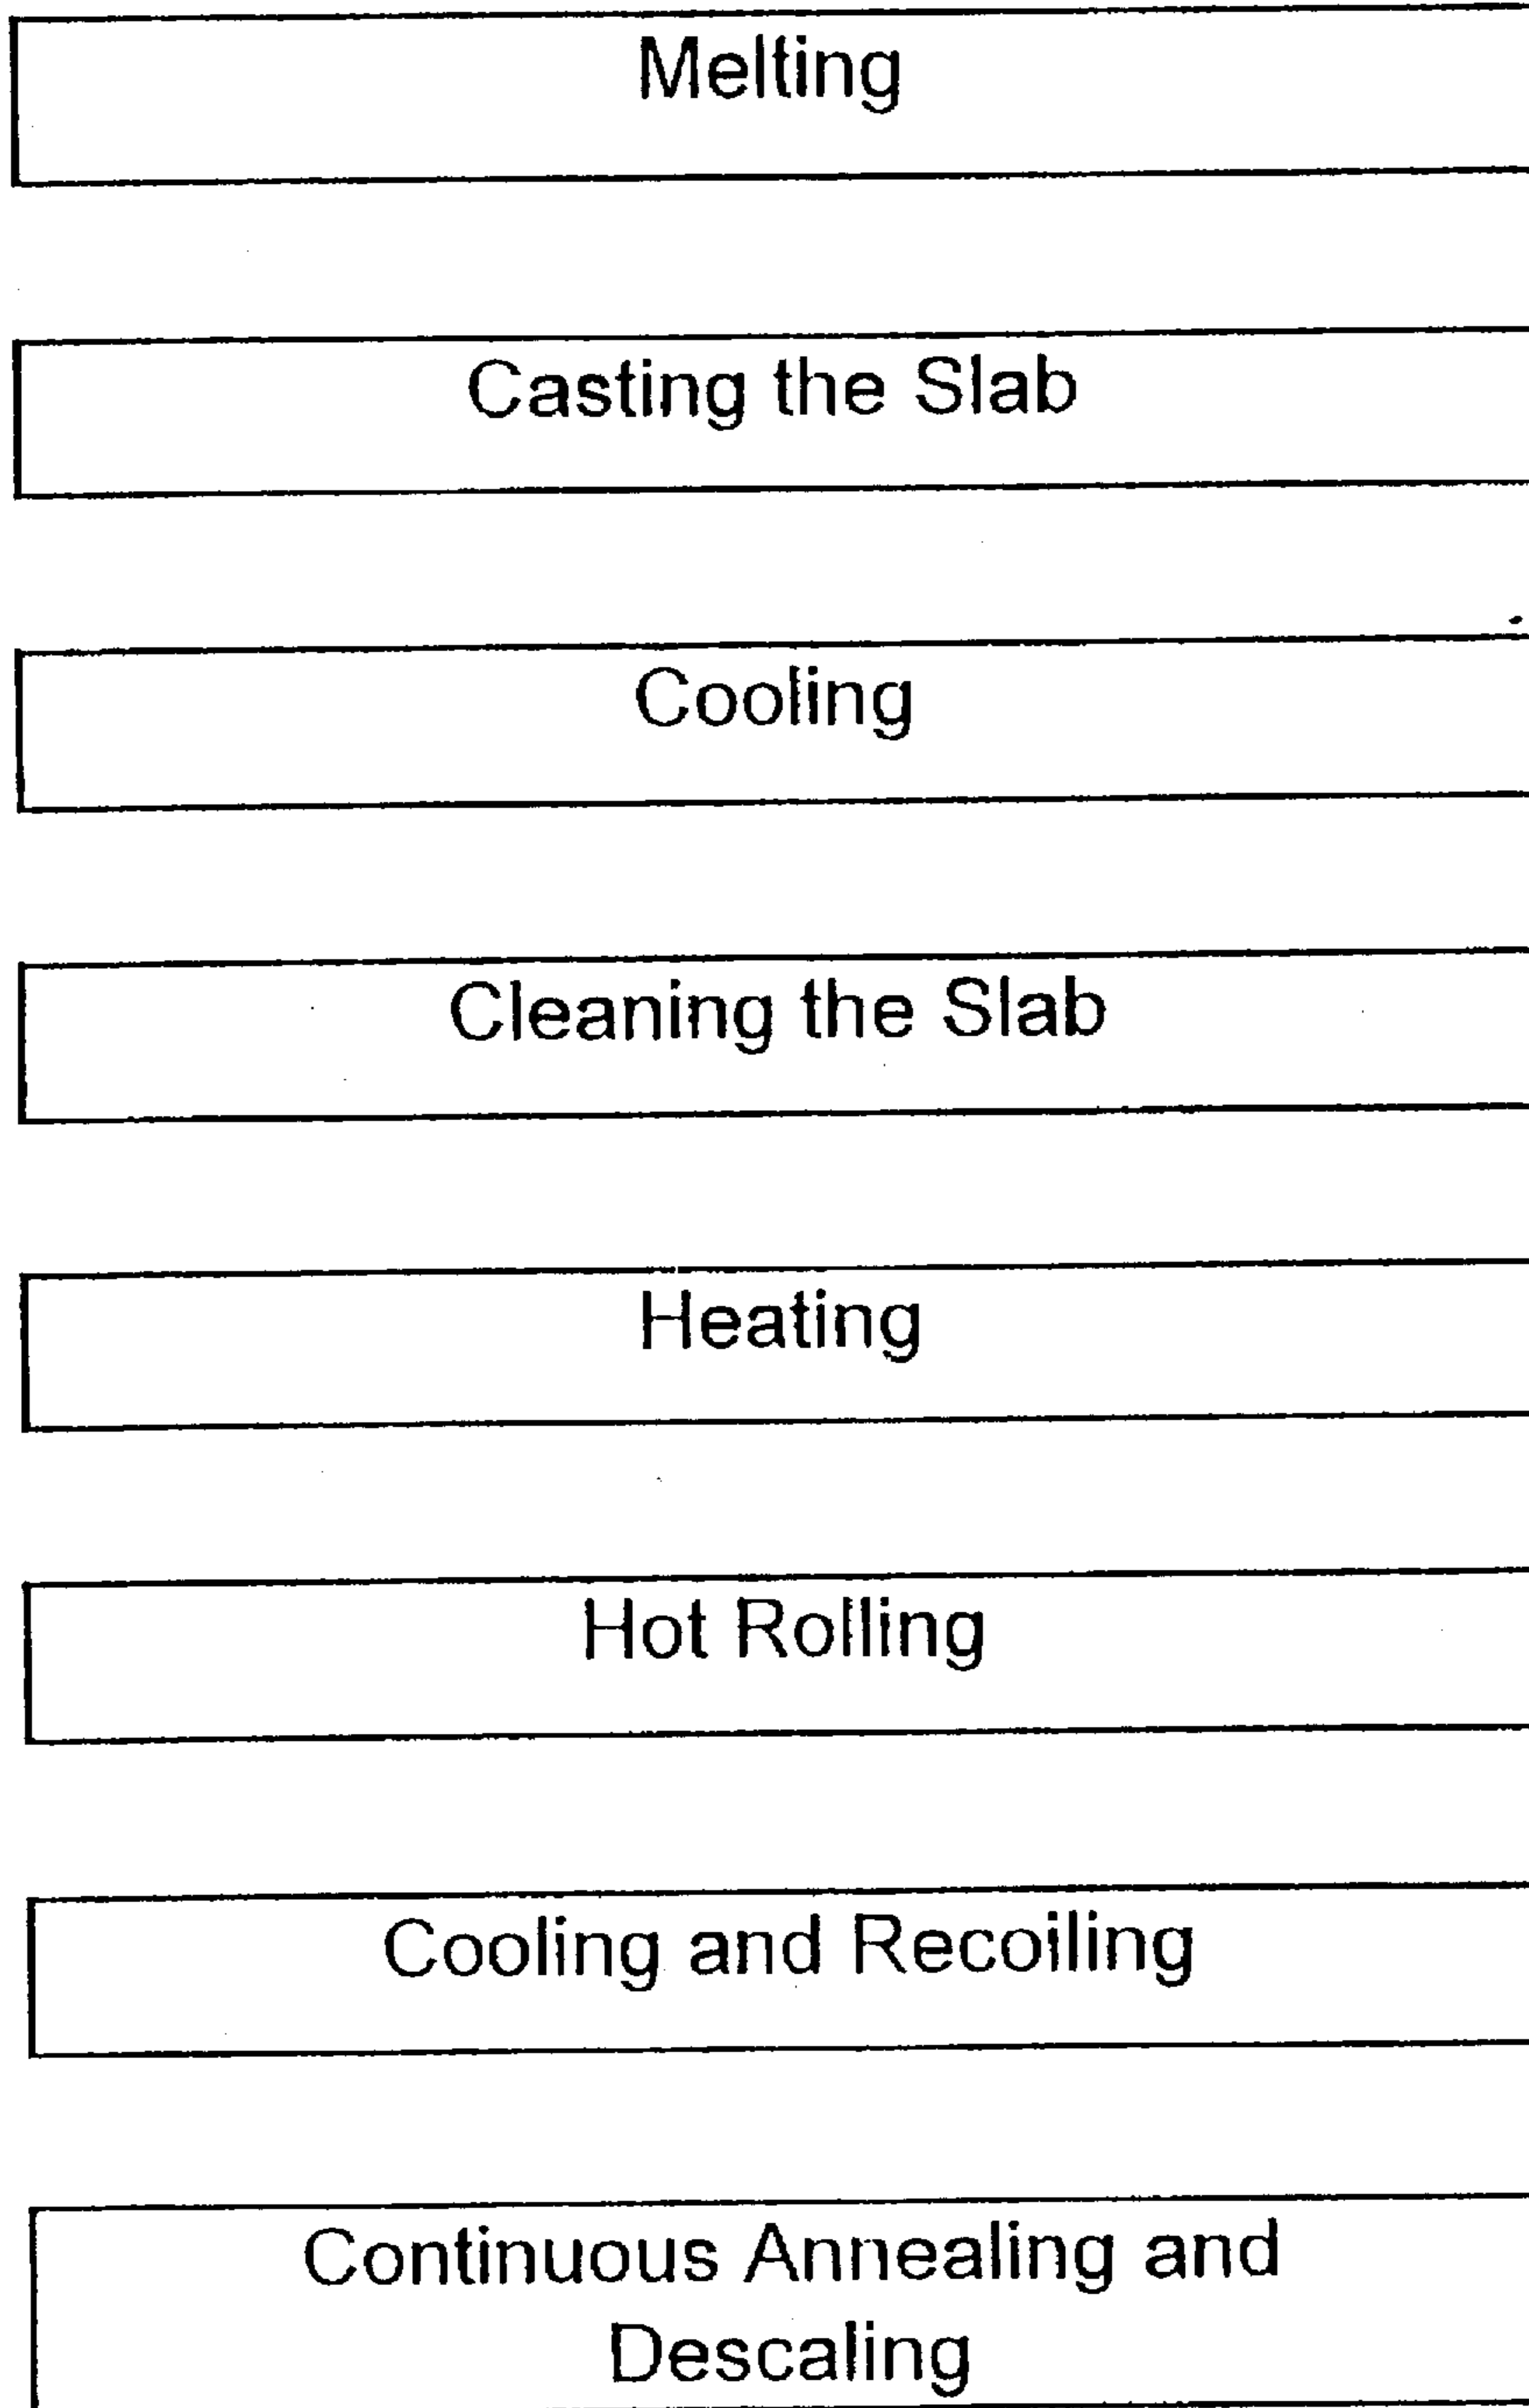 Melting
Casting the Slab
Cooling
Cleaning the Slab
Heating
Hot Rolling
Cooling and Recoiling
Continuous Annealing and
Descaling